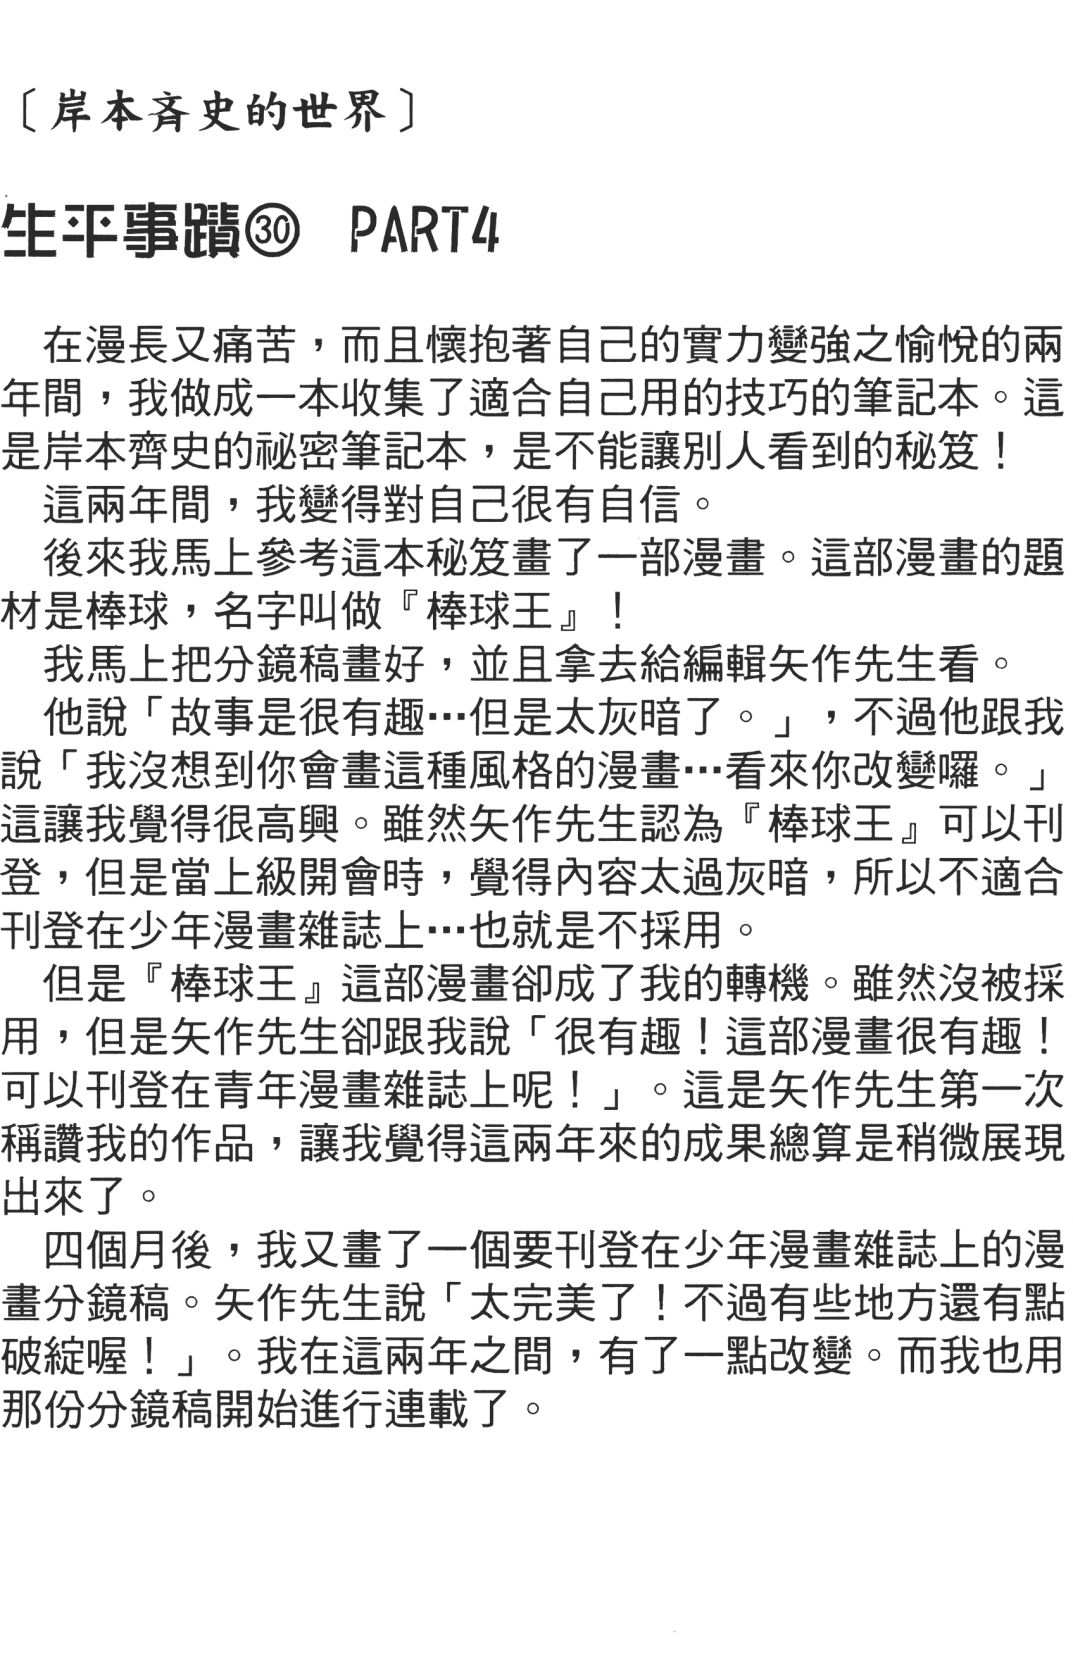 〔岸本斉史的世界〕
生平事蹟㉚ PART4
在漫長又痛苦，而且懷抱著自己的實力變強之愉悅的兩
年間，我做成一本收集了適合自己用的技巧的筆記本。這
是岸本齊史的祕密筆記本，是不能讓別人看到的秘笈！
這兩年間，我變得對自己很有自信。
後來我馬上參考這本秘笈畫了一部漫畫。這部漫畫的題
材是棒球，名字叫做『棒球王』！
我馬上把分鏡稿畫好，並且拿去給編輯矢作先生看。
他說「故事是很有趣…但是太灰暗了。」，不過他跟我
說「我沒想到你會畫這種風格的漫畫…看來你改變囉。」
這讓我覺得很高興。雖然矢作先生認為『棒球王』可以刊
登，但是當上級開會時，覺得內容太過灰暗，所以不適合
刊登在少年漫畫雜誌上…也就是不採用。
但是『棒球王』這部漫畫卻成了我的轉機。雖然沒被採
用，但是矢作先生卻跟我說「很有趣！這部漫畫很有趣！
可以刊登在青年漫畫雜誌上呢！」。這是矢作先生第一次
稱讚我的作品，讓我覺得這兩年來的成果總算是稍微展現
出來了。
四個月後，我又畫了一個要刊登在少年漫畫雜誌上的漫
畫分鏡稿。矢作先生說「太完美了！不過有些地方還有點
破綻喔！」。我在這兩年之間，有了一點改變。而我也用
那份分鏡稿開始進行連載了。